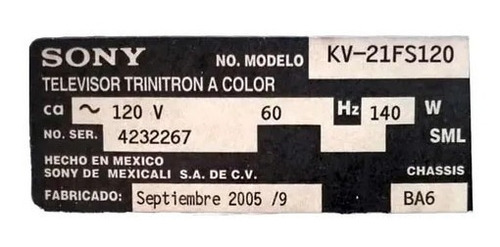 SONY NO. MODELO KV-21FS120
TELEVISOR TRINITRON A COLOR
ca ~ 120 V 60 Hz 140 W
NO. SER. 4232267 SML
HECHO EN MEXICO
SONY DE MEXICALI S.A. DE C.V. CHASSIS
FABRICADO: Septiembre 2005 /9 BA6